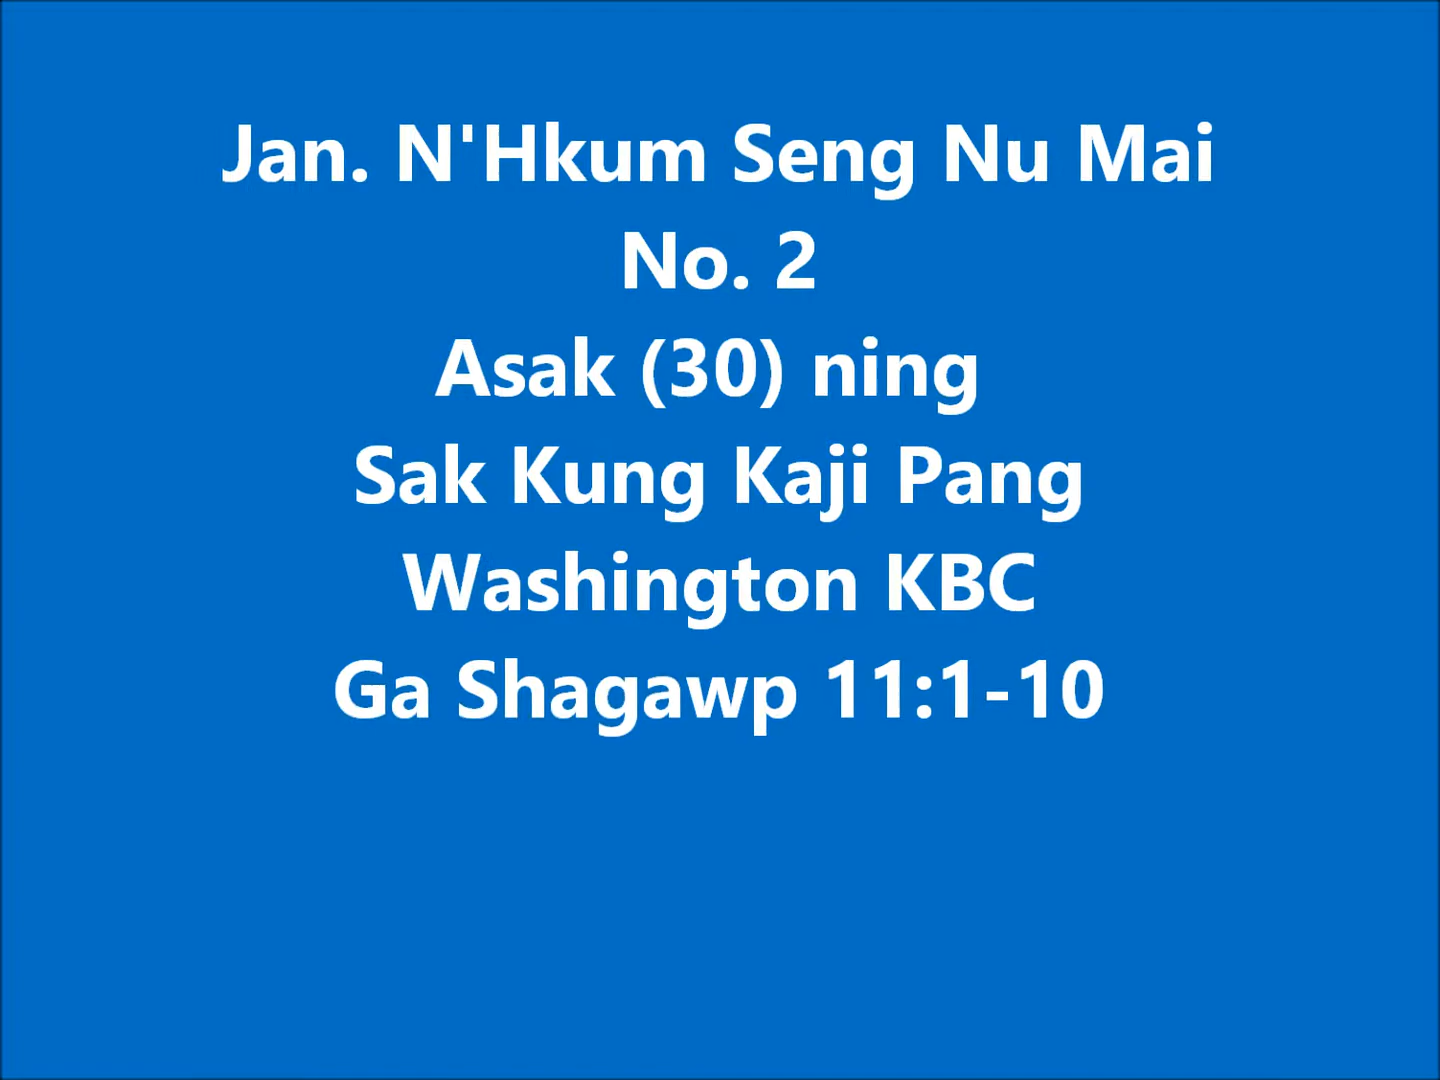 Jan. N'Hkum Seng Nu Mai
No. 2
Asak (30) ning
Sak Kung Kaji Pang
Washington KBC
Ga Shagawp 11:1-10